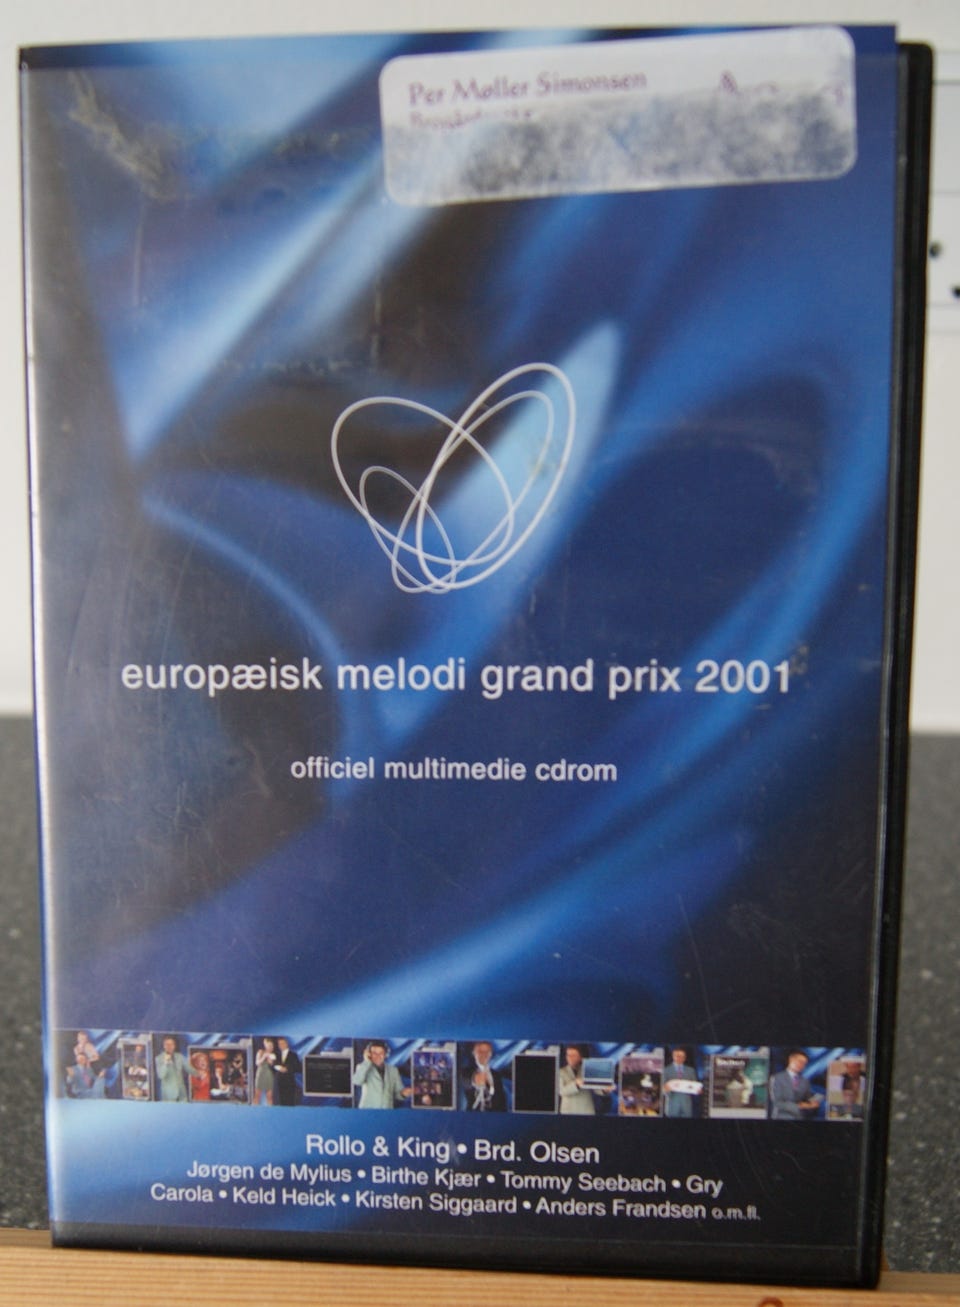 Per Møller Simonsen
europæisk melodi grand prix 2001
officiel multimedie cdrom
Rollo & King • Brd. Olsen
Jørgen de Mylius • Birthe Kjær • Tommy Seebach • Gry
Carola • Keld Heick • Kirsten Siggaard • Anders Frandsen o.m.fl.